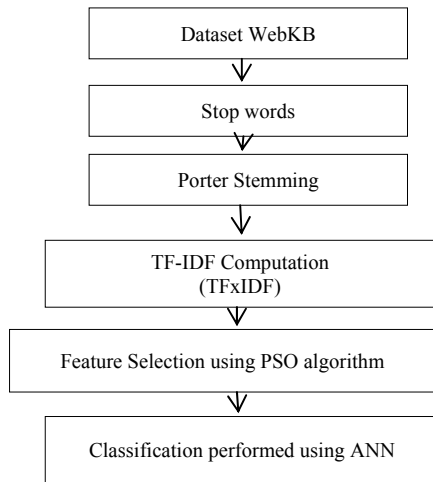 Dataset WebKB
Stop words
Porter Stemming
TF-IDF Computation
(TFxIDF)
Feature Selection using PSO algorithm
Classification performed using ANN